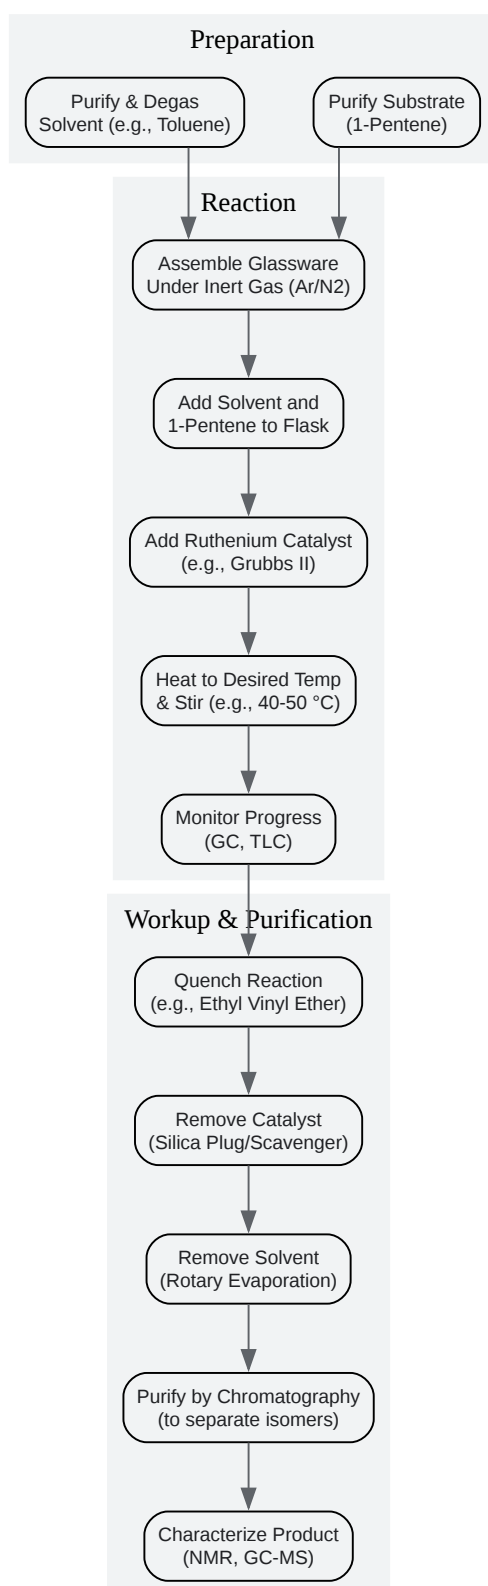 Preparation
Purify & Degas
Solvent (e.g., Toluene)
Purify Substrate
(1-Pentene)
Reaction
Assemble Glassware
Under Inert Gas (Ar/N2)
Add Solvent and
1-Pentene to Flask
Add Ruthenium Catalyst
(e.g., Grubbs II)
Heat to Desired Temp
& Stir (e.g., 40-50 °C)
Monitor Progress
(GC, TLC)
Workup & Purification
Quench Reaction
(e.g., Ethyl Vinyl Ether)
Remove Catalyst
(Silica Plug/Scavenger)
Remove Solvent
(Rotary Evaporation)
Purify by Chromatography
(to separate isomers)
Characterize Product
(NMR, GC-MS)